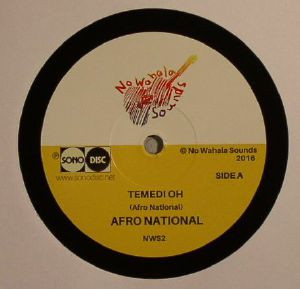 No Wahala Sounds
℗ SONO DISC
www.sonodisc.net
@ No Wahala Sounds
2016
SIDE A
TEMEDI OH
(Afro National)
AFRO NATIONAL
NWS2